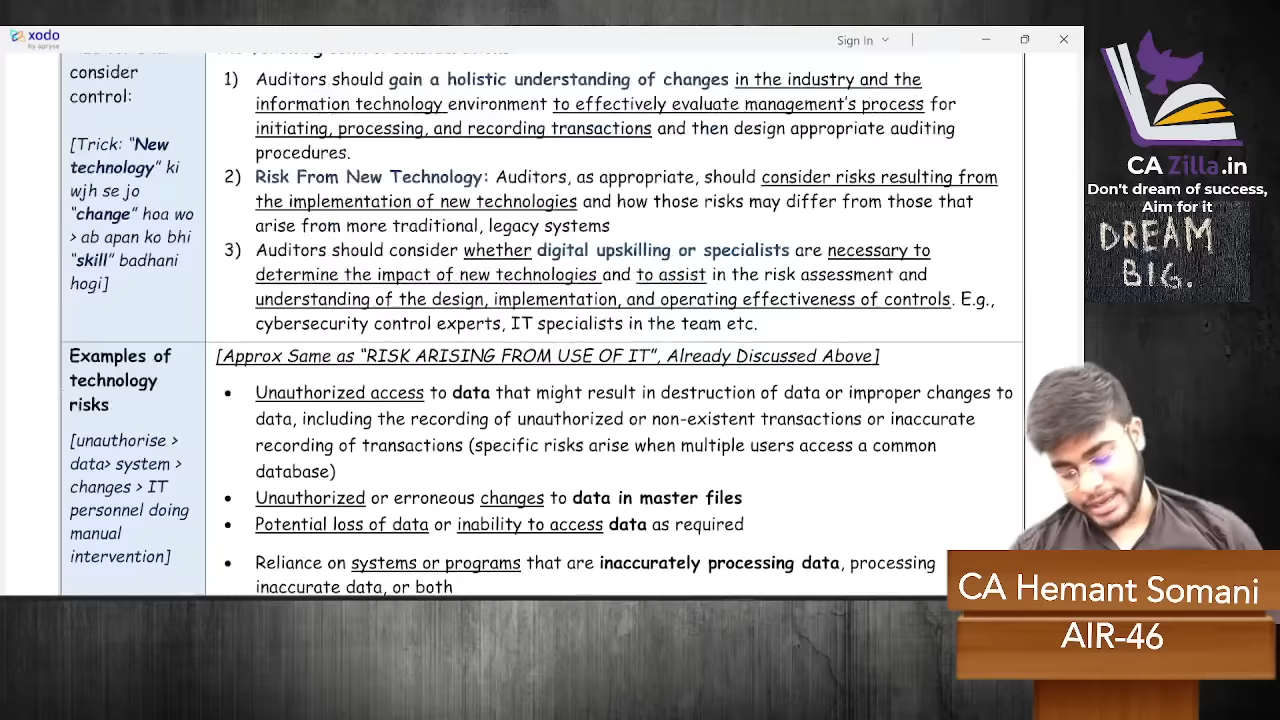 xodo
by apryse
Sign In
consider
control:
[Trick: "New
technology" ki
wjh se jo
"change" hoa wo
> ab apan ko bhi
"skill" badhani
hogi]
1) Auditors should gain a holistic understanding of changes in the industry and the
information technology environment to effectively evaluate management's process for
initiating, processing, and recording transactions and then design appropriate auditing
procedures.
2) Risk From New Technology: Auditors, as appropriate, should consider risks resulting from
the implementation of new technologies and how those risks may differ from those that
arise from more traditional, legacy systems
3) Auditors should consider whether digital upskilling or specialists are necessary to
determine the impact of new technologies and to assist in the risk assessment and
understanding of the design, implementation, and operating effectiveness of controls. E.g.,
cybersecurity control experts, IT specialists in the team etc.
Examples of
technology
risks
[unauthorise >
data> system >
changes > IT
personnel doing
manual
intervention]
[Approx Same as "RISK ARISING FROM USE OF IT", Already Discussed Above]
• Unauthorized access to data that might result in destruction of data or improper changes to
data, including the recording of unauthorized or non-existent transactions or inaccurate
recording of transactions (specific risks arise when multiple users access a common
database)
• Unauthorized or erroneous changes to data in master files
• Potential loss of data or inability to access data as required
• Reliance on systems or programs that are inaccurately processing data, processing
inaccurate data, or both
CA Zilla.in
Don't dream of success,
Aim for it
DREAM
BIG.
CA Hemant Somani
AIR-46